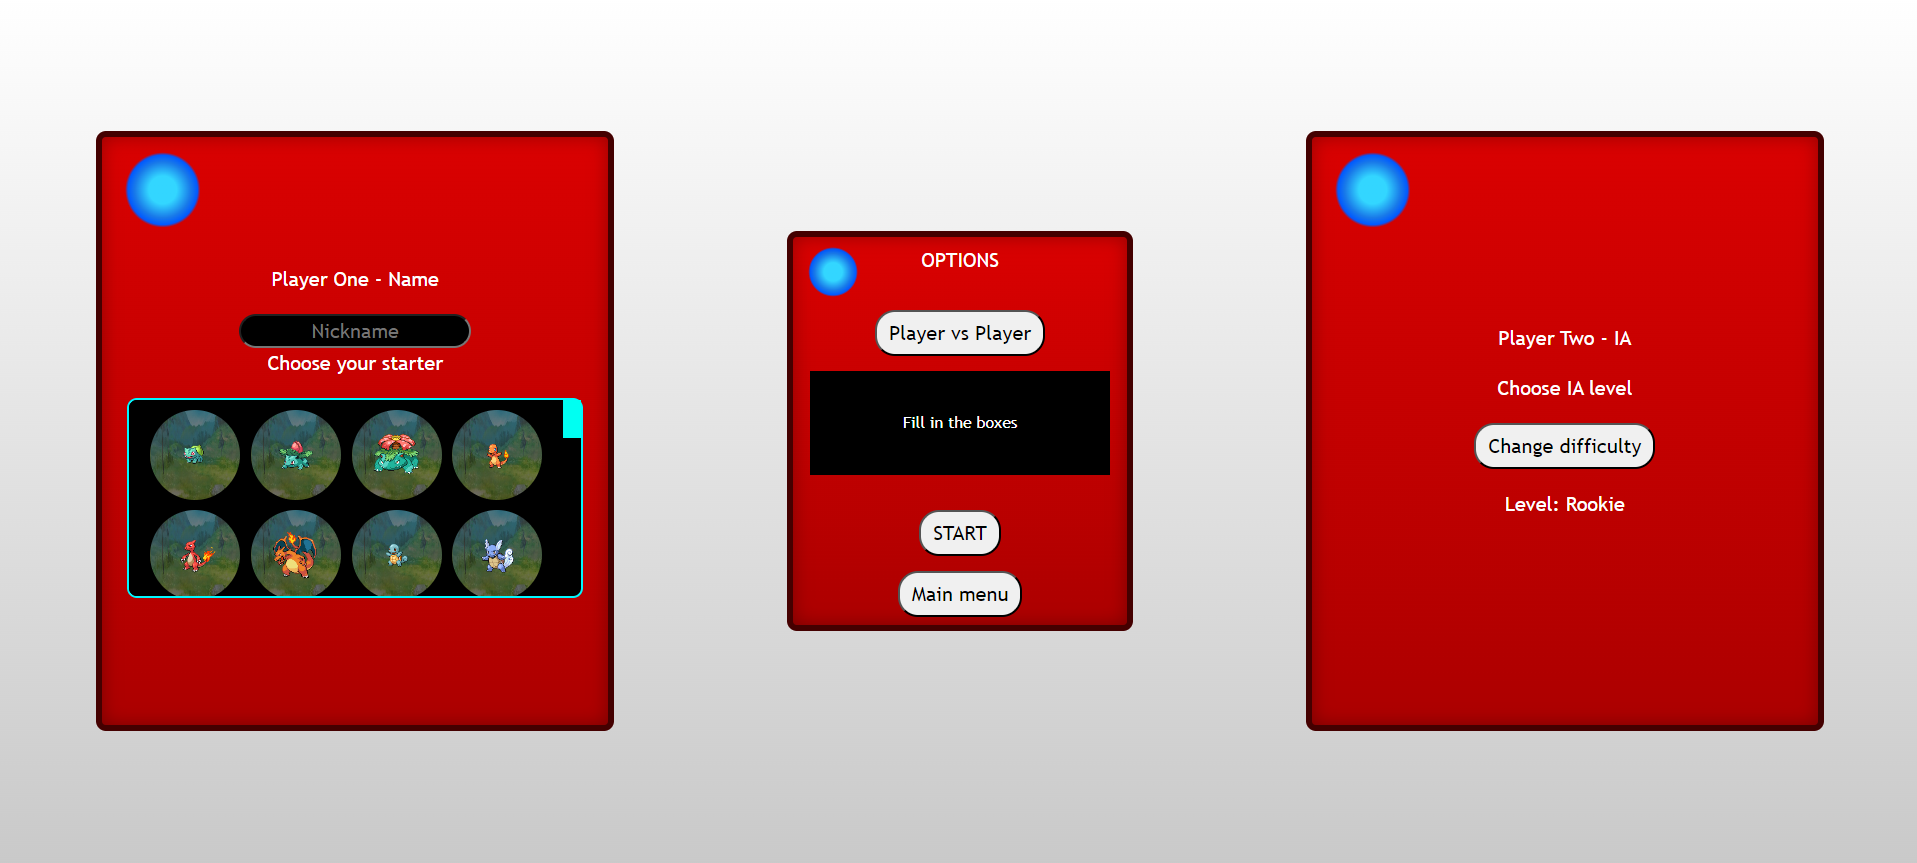 Player One - Name
Nickname
Choose your starter
OPTIONS
Player vs Player
Fill in the boxes
START
Main menu
Player Two - IA
Choose IA level
Change difficulty
Level: Rookie